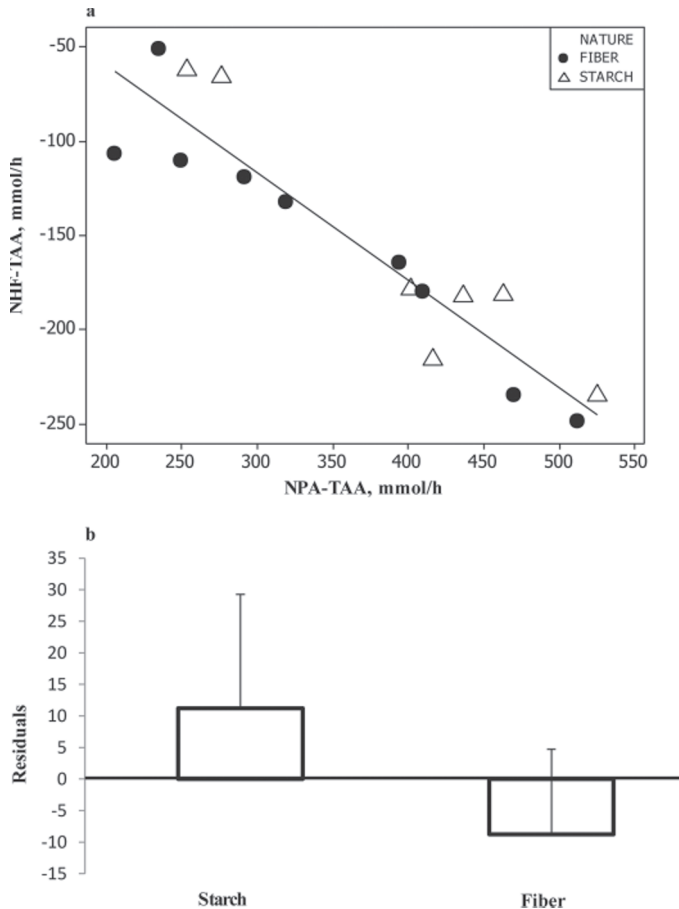 a
-50
-100
-150
-200
-250
NHF-TAA, mmol/h
NATURE
FIBER
STARCH
200 250 300 350 400 450 500 550
NPA-TAA, mmol/h
b
35
30
25
20
15
10
5
0
-5
-10
-15
Residuals
Starch Fiber